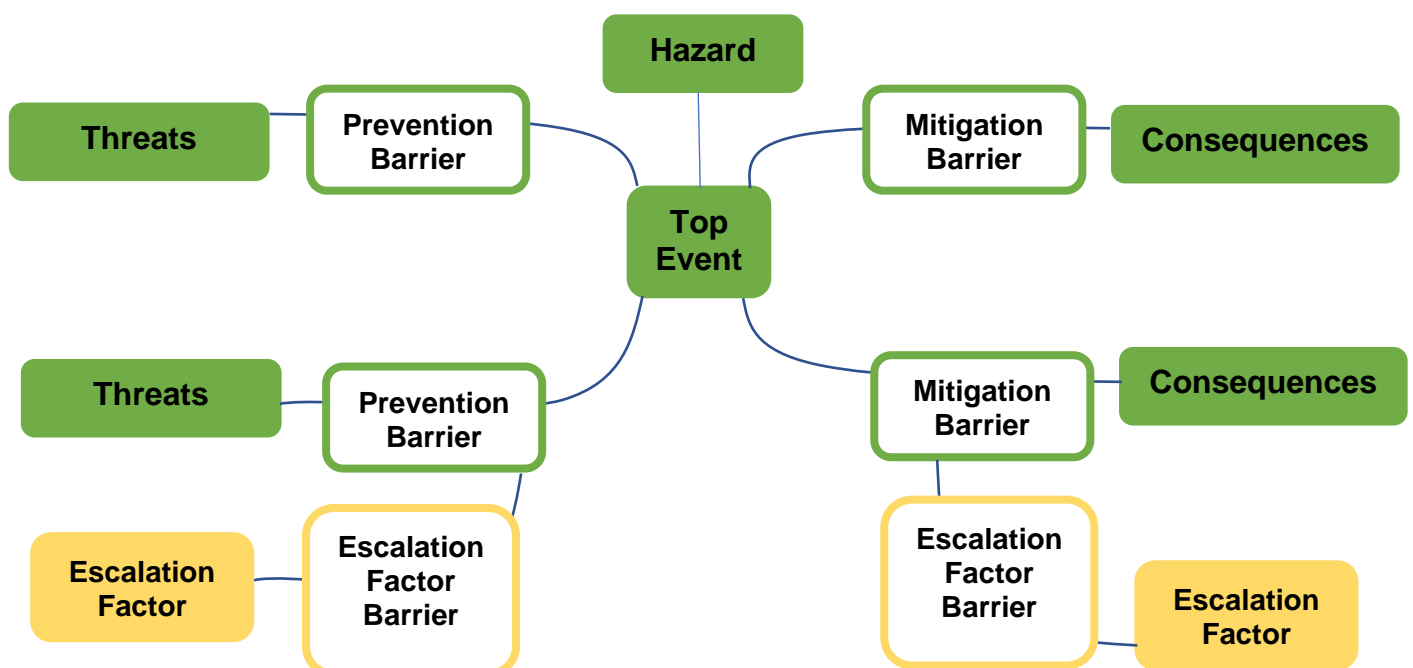 Hazard
Threats
Prevention
Barrier
Mitigation
Barrier
Consequences
Top
Event
Threats
Prevention
Barrier
Mitigation
Barrier
Consequences
Escalation
Factor
Escalation
Factor
Barrier
Escalation
Factor
Barrier
Escalation
Factor